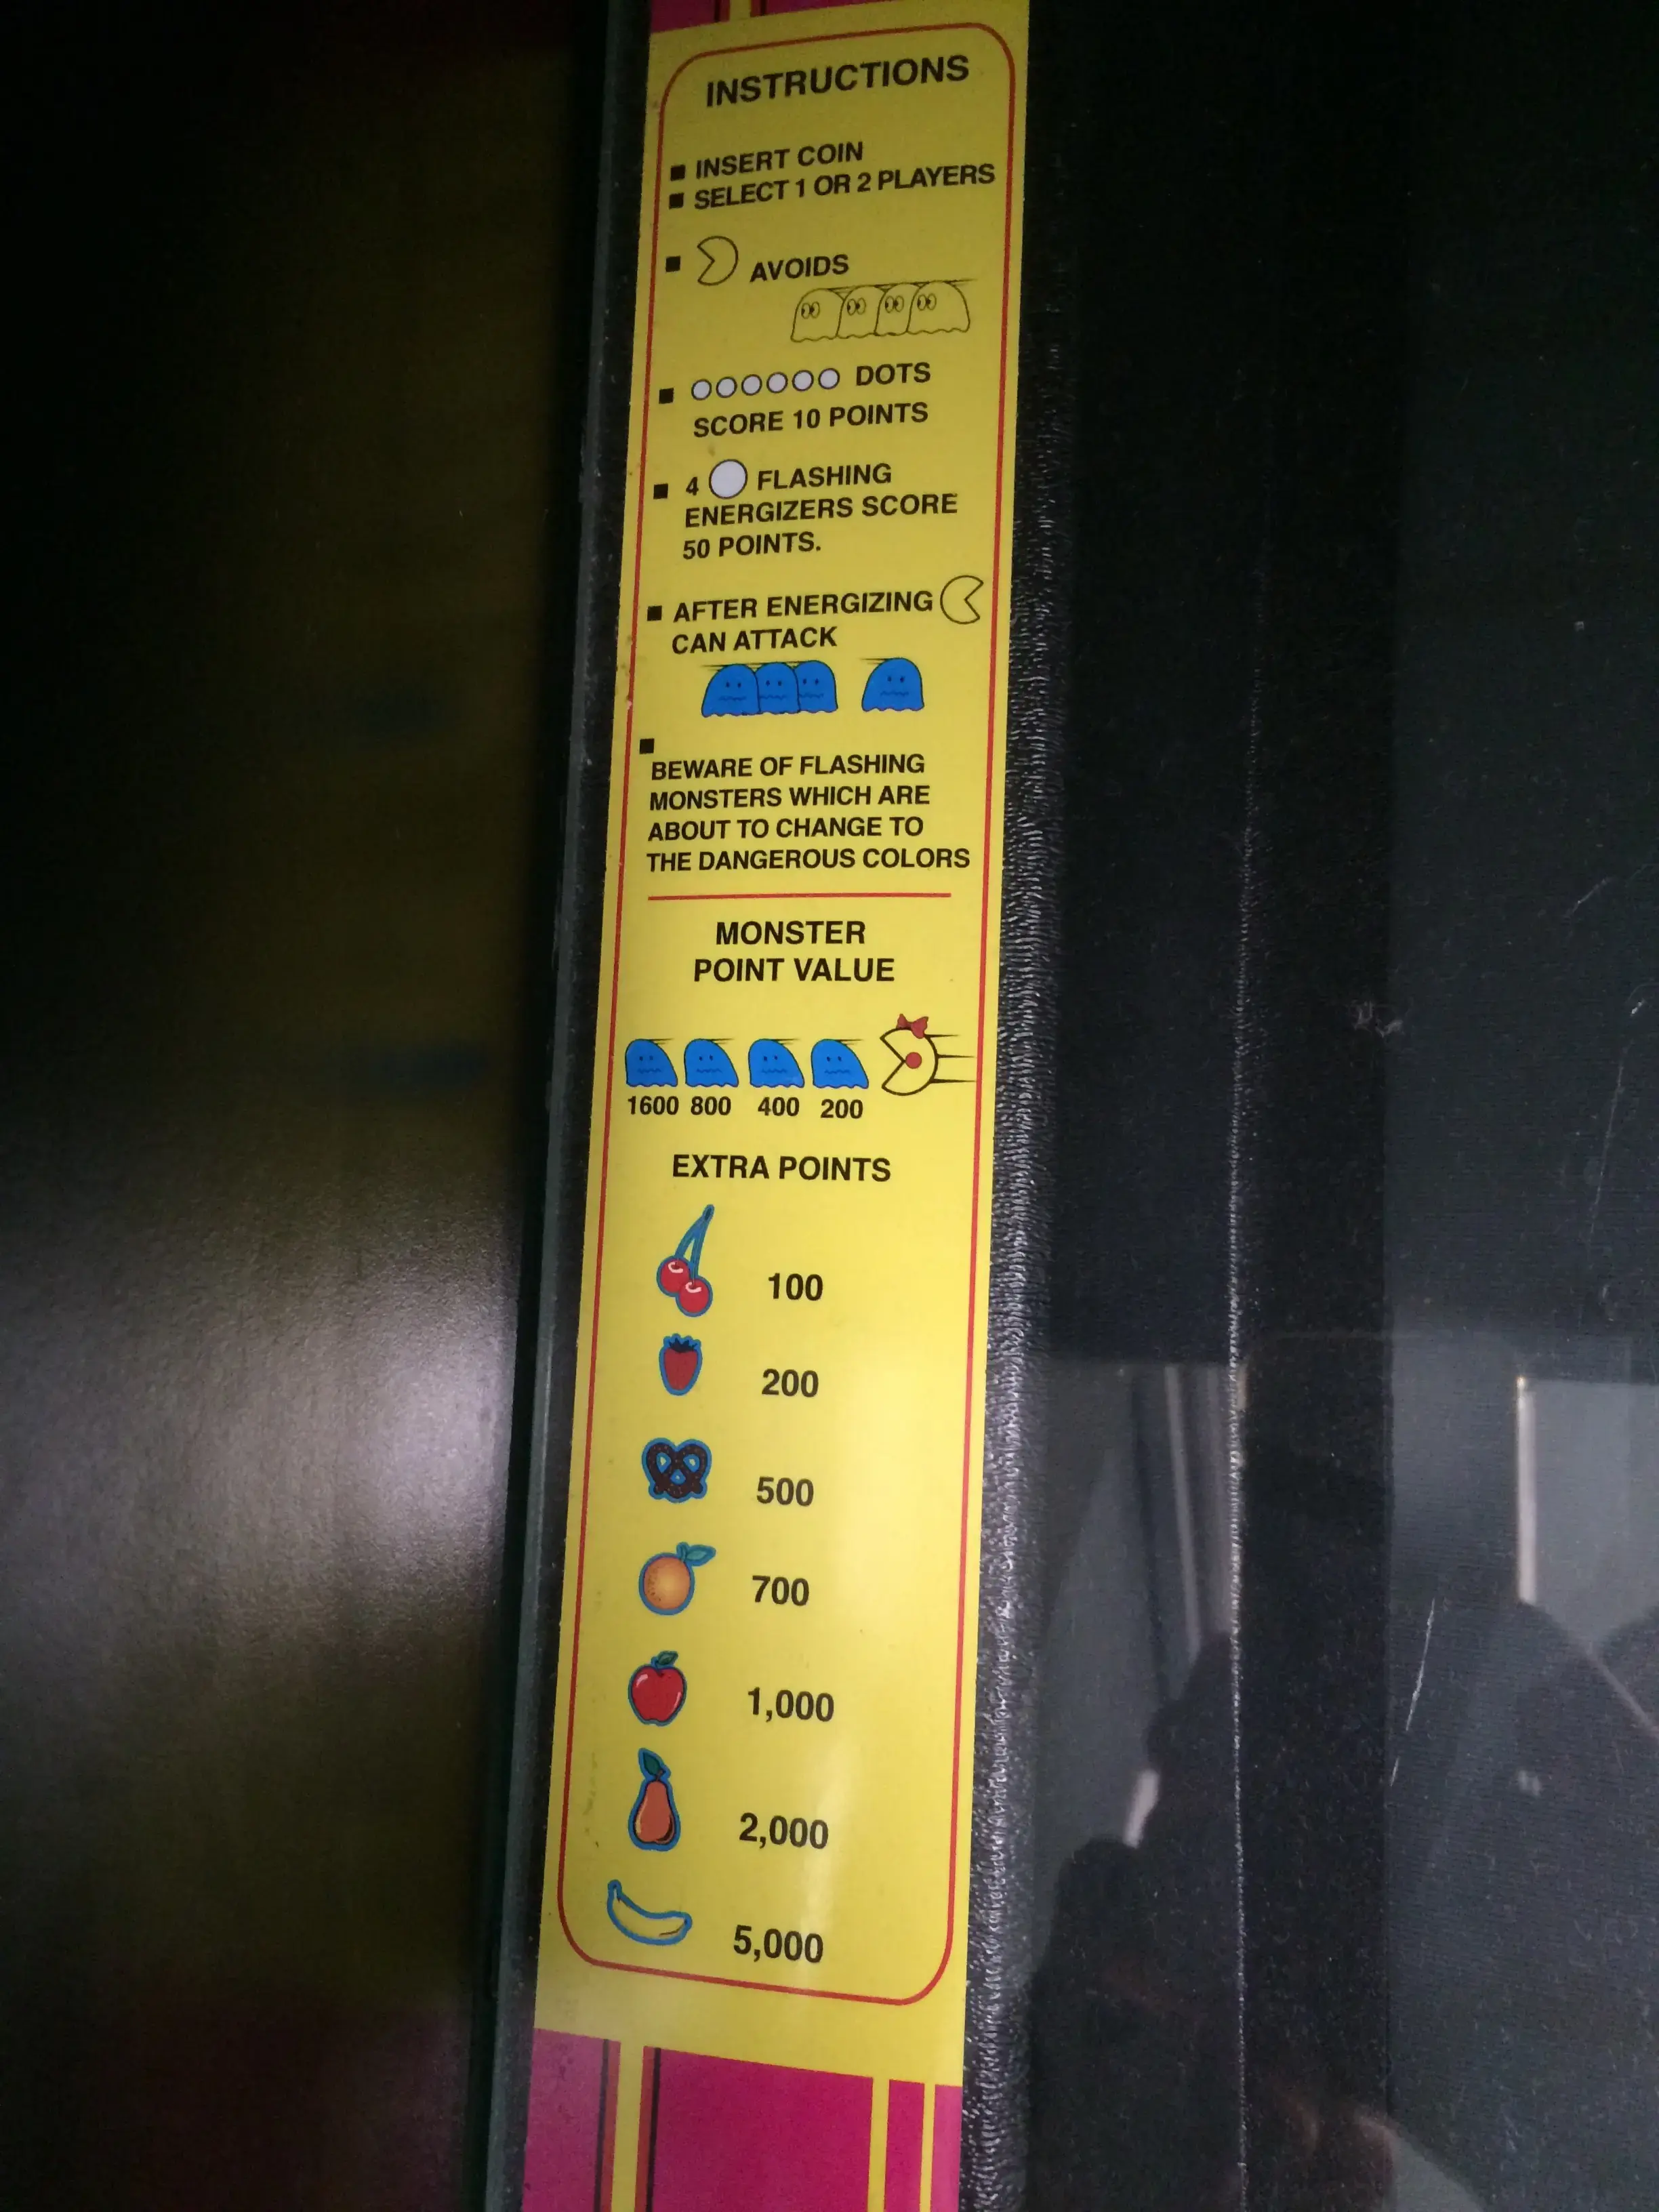 INSTRUCTIONS
INSERT COIN
SELECT 1 OR 2 PLAYERS
AVOIDS
DOTS
SCORE 10 POINTS
4 FLASHING
ENERGIZERS SCORE
50 POINTS.
AFTER ENERGIZING
CAN ATTACK
BEWARE OF FLASHING
MONSTERS WHICH ARE
ABOUT TO CHANGE TO
THE DANGEROUS COLORS
MONSTER
POINT VALUE
1600 800 400 200
EXTRA POINTS
100
200
500
700
1,000
2,000
5,000